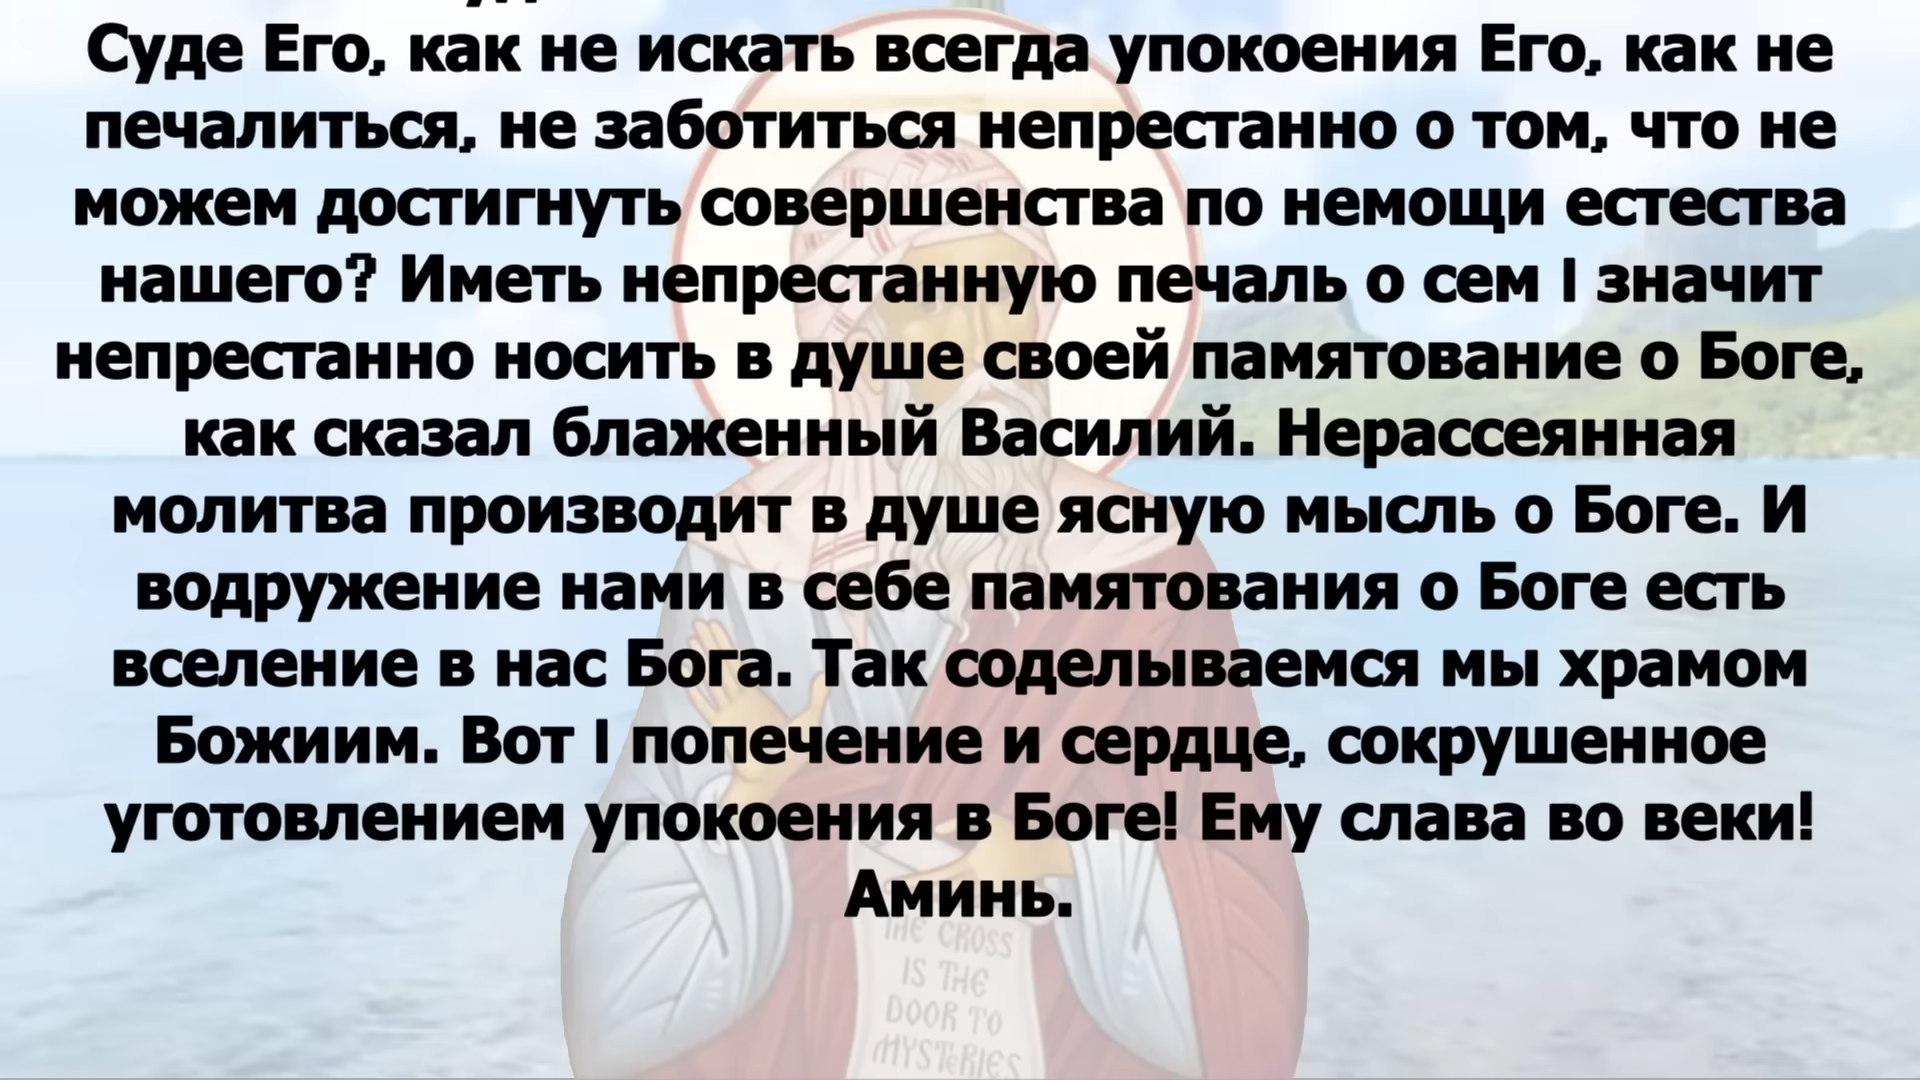 Суде Его, как не искать всегда упокоения Его, как не
печалиться, не заботиться непрестанно о том, что не
можем достигнуть совершенства по немощи естества
нашего? Иметь непрестанную печаль о сем I значит
непрестанно носить в душе своей памятование о Боге,
как сказал блаженный Василий. Нерассеянная
молитва производит в душе ясную мысль о Боге. И
водружение нами в себе памятования о Боге есть
вселение в нас Бога. Так соделываемся мы храмом
Божиим. Вот I попечение и сердце, сокрушенное
уготовлением упокоения в Боге! Ему слава во веки!
Аминь.
THE CROSS
IS THE
DOOR TO
MYSTERIES